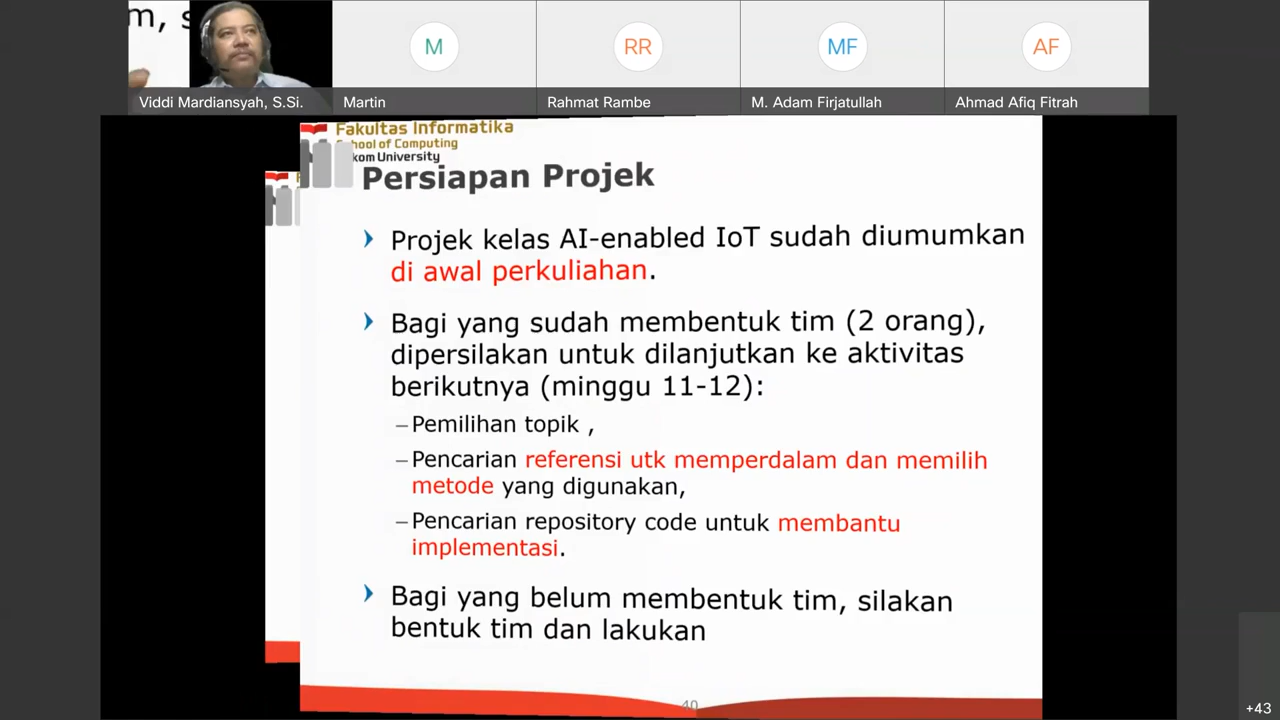 m, s
M
RR
MF
AF
Viddi Mardiansyah, S.Si.
Martin
Rahmat Rambe
M. Adam Firjatullah
Ahmad Afiq Fitrah
Fakultas Informatika
School of Computing
kom University
Persiapan Projek
Projek kelas AI-enabled IoT sudah diumumkan
di awal perkuliahan.
Bagi yang sudah membentuk tim (2 orang),
dipersilakan untuk dilanjutkan ke aktivitas
berikutnya (minggu 11-12):
–Pemilihan topik ,
–Pencarian referensi utk memperdalam dan memilih
metode yang digunakan,
–Pencarian repository code untuk membantu
implementasi.
Bagi yang belum membentuk tim, silakan
bentuk tim dan lakukan
40
+43